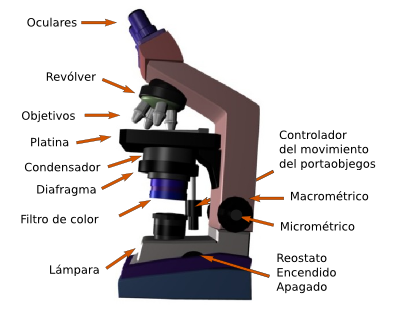 Oculares
Revólver
Objetivos
Platina
Condensador
Diafragma
Filtro de color
Lámpara
Controlador
del movimiento
del portaobjegos
Macrométrico
Micrométrico
Reostato
Encendido
Apagado